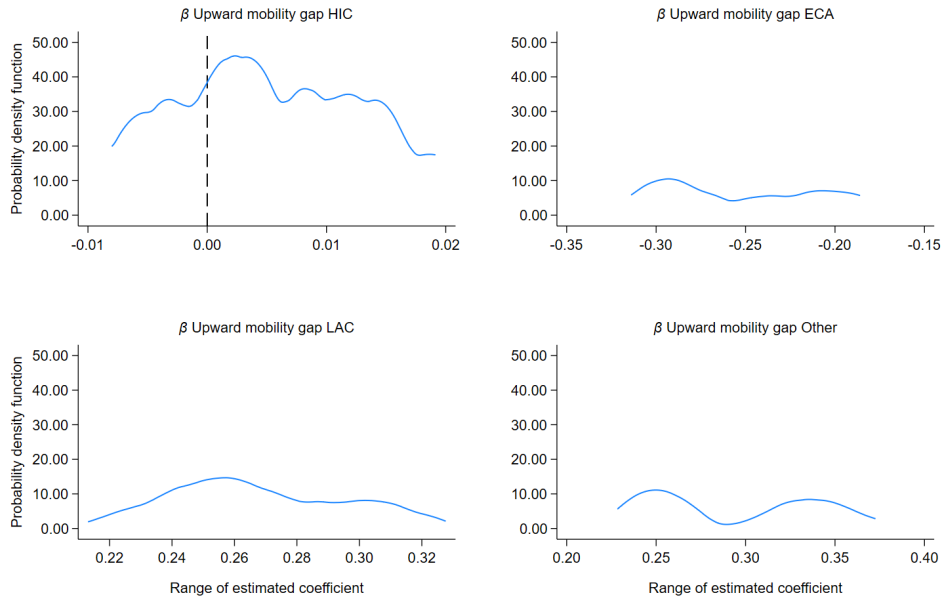 β Upward mobility gap HIC
Probability density function
50.00
40.00
30.00
20.00
10.00
0.00
-0.01 0.00 0.01 0.02
β Upward mobility gap ECA
50.00
40.00
30.00
20.00
10.00
0.00
-0.35 -0.30 -0.25 -0.20 -0.15
β Upward mobility gap LAC
Probability density function
50.00
40.00
30.00
20.00
10.00
0.00
0.22 0.24 0.26 0.28 0.30 0.32
Range of estimated coefficient
β Upward mobility gap Other
50.00
40.00
30.00
20.00
10.00
0.00
0.20 0.25 0.30 0.35 0.40
Range of estimated coefficient